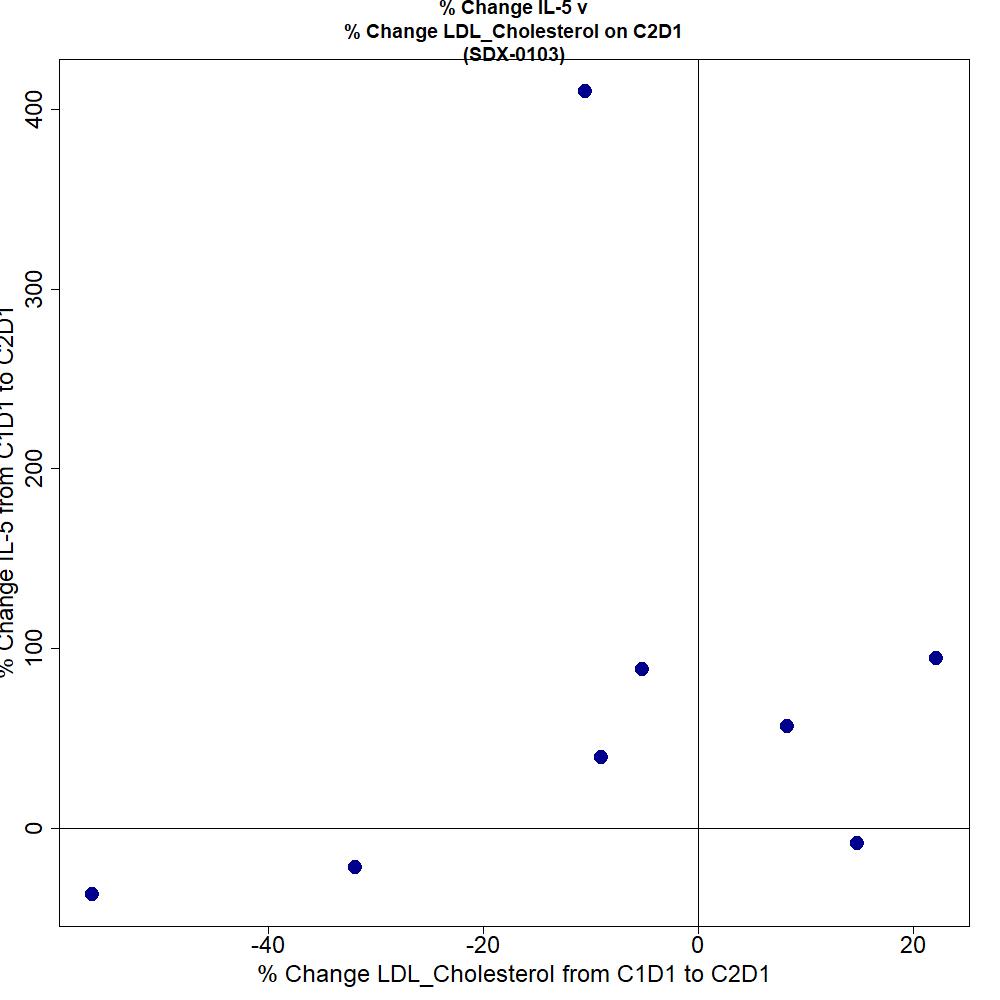 % Change IL-5 v
% Change LDL_Cholesterol on C2D1
(SDX-0103)
400
300
200
100
0
% Change IL-5 from C1D1 to C2D1
-40
-20
0
20
% Change LDL_Cholesterol from C1D1 to C2D1